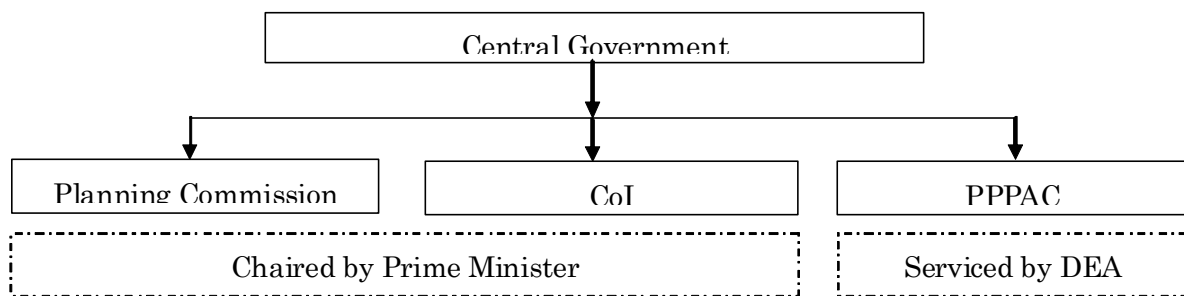 Central Government
Planning Commission
CoI
PPPAC
Chaired by Prime Minister
Serviced by DEA